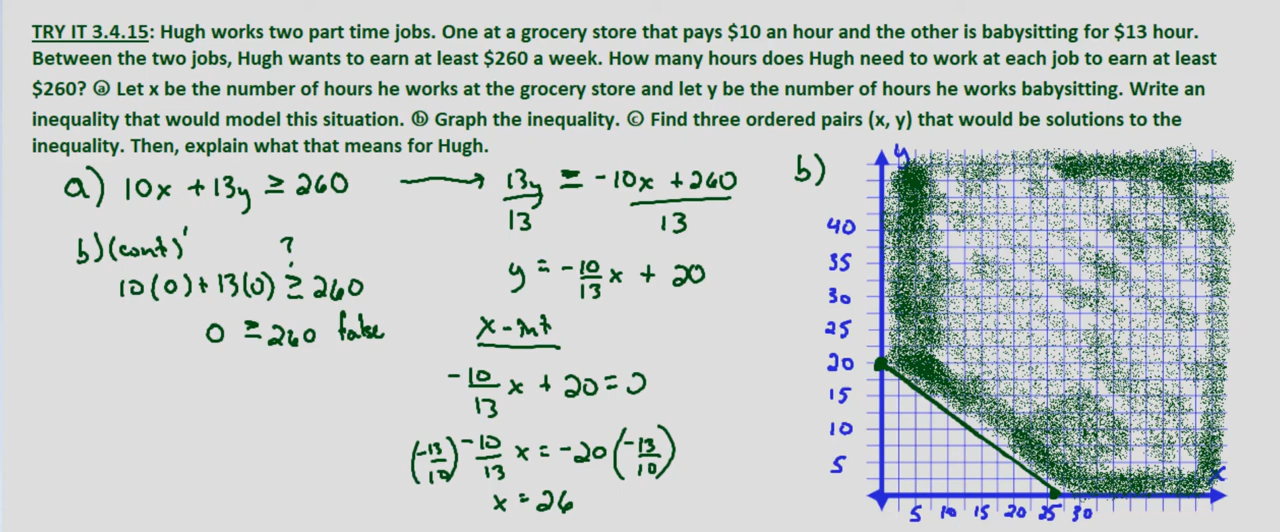 TRY IT 3.4.15: Hugh works two part time jobs. One at a grocery store that pays $10 an hour and the other is babysitting for $13 hour.
Between the two jobs, Hugh wants to earn at least $260 a week. How many hours does Hugh need to work at each job to earn at least
$260? ⓐ Let x be the number of hours he works at the grocery store and let y be the number of hours he works babysitting. Write an
inequality that would model this situation. ⓑ Graph the inequality. ⓒ Find three ordered pairs (x, y) that would be solutions to the
inequality. Then, explain what that means for Hugh.
a) 10x + 13y ≥ 260 → 13y/13 = (-10x + 260)/13
y = -10/13 x + 20
b) (cont)'
10(0) + 13(0) ≥? 260
0 ≥ 260 false
x-int
-10/13 x + 20 = 0
(-13/10) -10/13 x = -20 (-13/10)
x = 26
b)
y
40
35
30
25
20
15
10
5
x
5 10 15 20 25 30